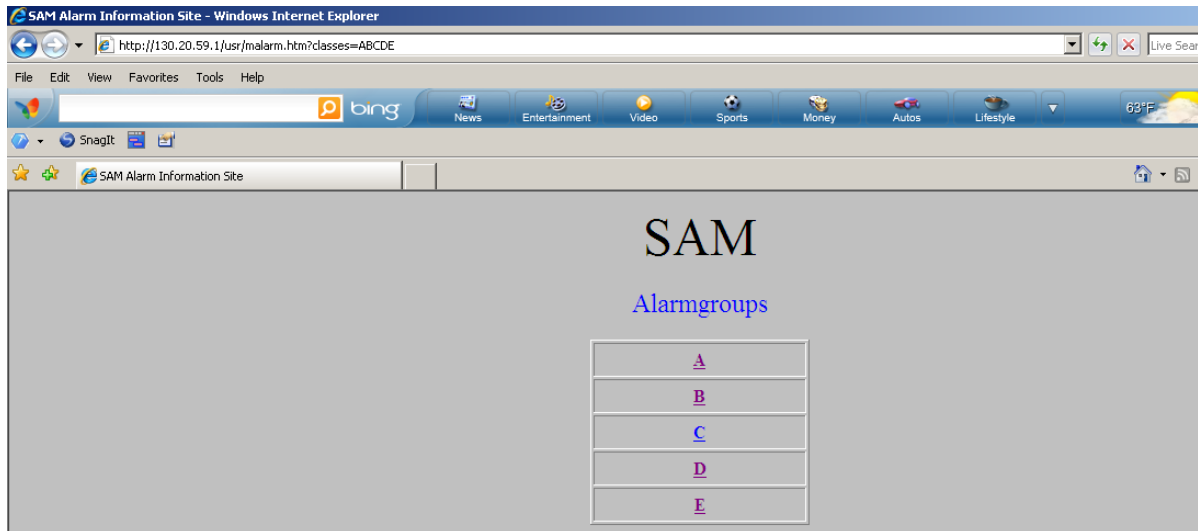 SAM Alarm Information Site - Windows Internet Explorer
http://130.20.59.1/usr/malarm.htm?classes=ABCDE
Live Sear
File Edit View Favorites Tools Help
bing News Entertainment Video Sports Money Autos Lifestyle 63°F
SnagIt
SAM Alarm Information Site
SAM
Alarmgroups
A
B
C
D
E